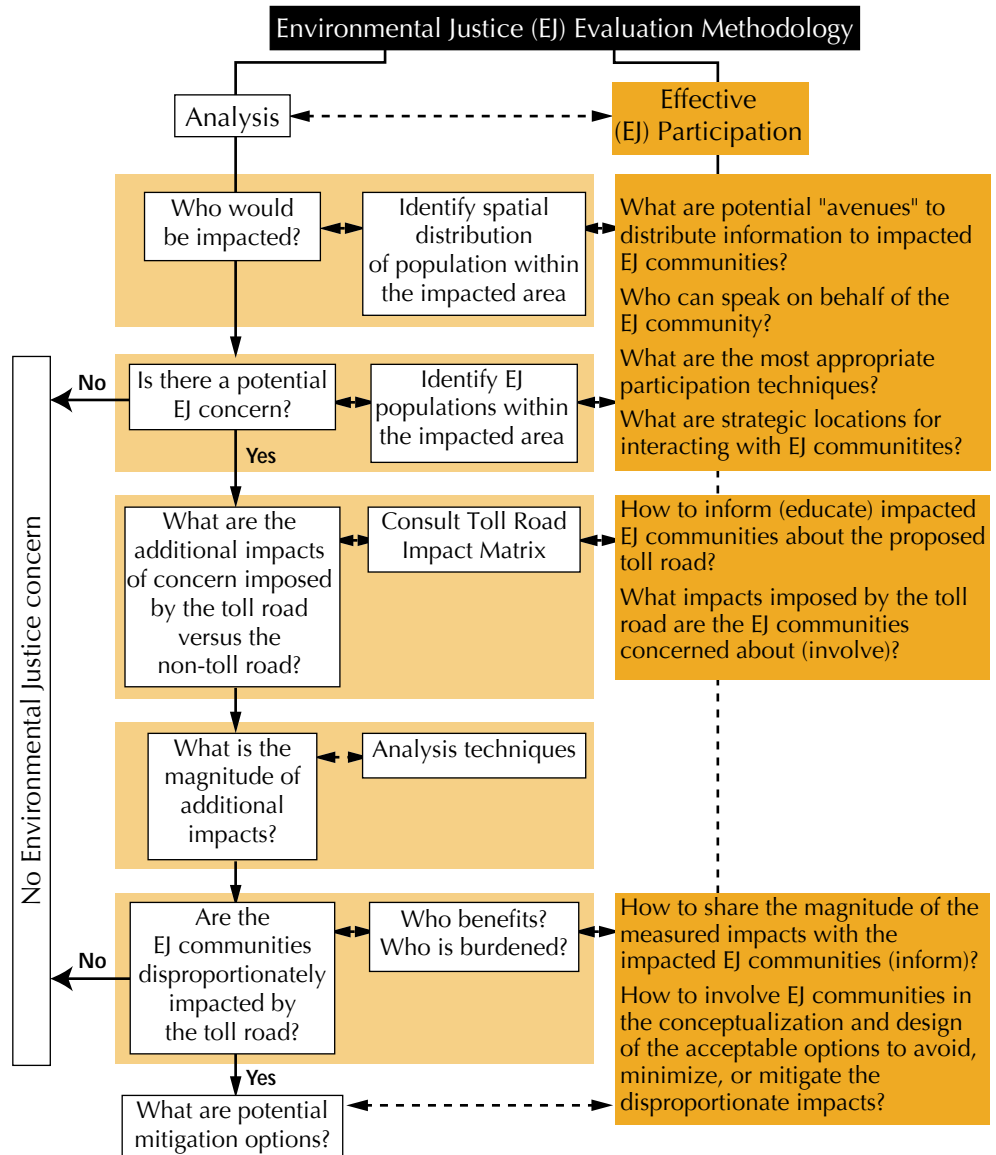 Environmental Justice (EJ) Evaluation Methodology
Analysis
Effective
(EJ) Participation
Who would
be impacted?
Identify spatial
distribution
of population within
the impacted area
What are potential "avenues" to
distribute information to impacted
EJ communities?
Who can speak on behalf of the
EJ community?
What are the most appropriate
participation techniques?
What are strategic locations for
interacting with EJ communitites?
No Environmental Justice concern
No
Is there a potential
EJ concern?
Identify EJ
populations within
the impacted area
Yes
What are the
additional impacts
of concern imposed
by the toll road
versus the
non-toll road?
Consult Toll Road
Impact Matrix
How to inform (educate) impacted
EJ communities about the proposed
toll road?
What impacts imposed by the toll
road are the EJ communities
concerned about (involve)?
What is the
magnitude of
additional
impacts?
Analysis techniques
No
Are the
EJ communities
disproportionately
impacted by
the toll road?
Who benefits?
Who is burdened?
How to share the magnitude of the
measured impacts with the
impacted EJ communities (inform)?
How to involve EJ communities in
the conceptualization and design
of the acceptable options to avoid,
minimize, or mitigate the
disproportionate impacts?
Yes
What are potential
mitigation options?